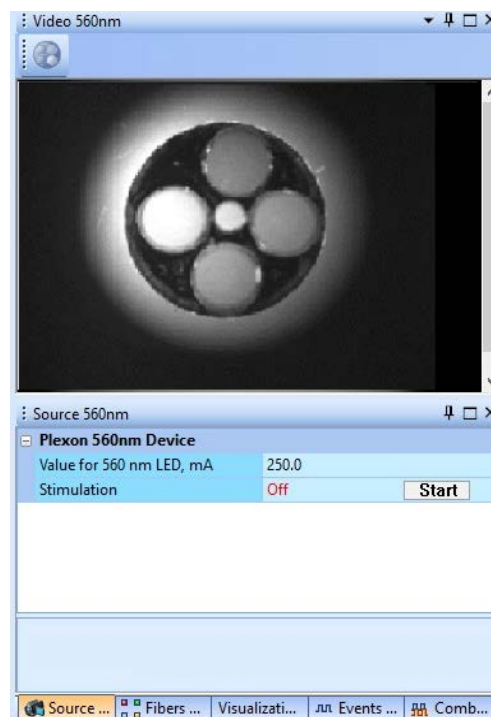 Video 560nm
Source 560nm
Plexon 560nm Device
Value for 560 nm LED, mA 250.0
Stimulation Off Start
Source ... Fibers ... Visualizati... Events ... Comb...